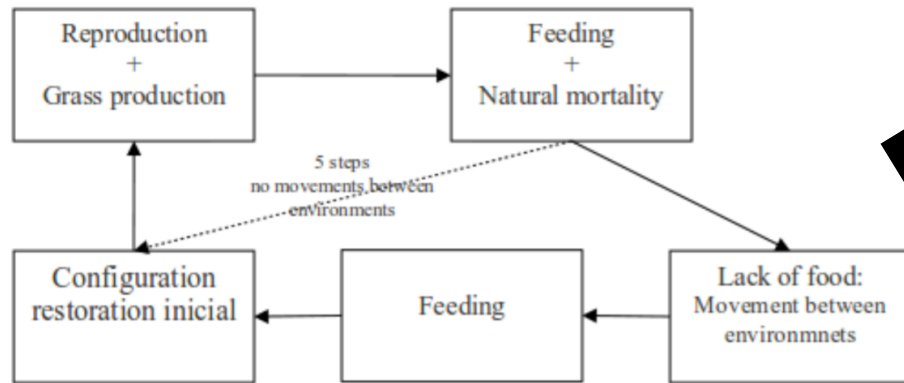 Reproduction
+
Grass production
Feeding
+
Natural mortality
5 steps
no movements between
environments
Configuration
restoration inicial
Feeding
Lack of food:
Movement between
environmnets